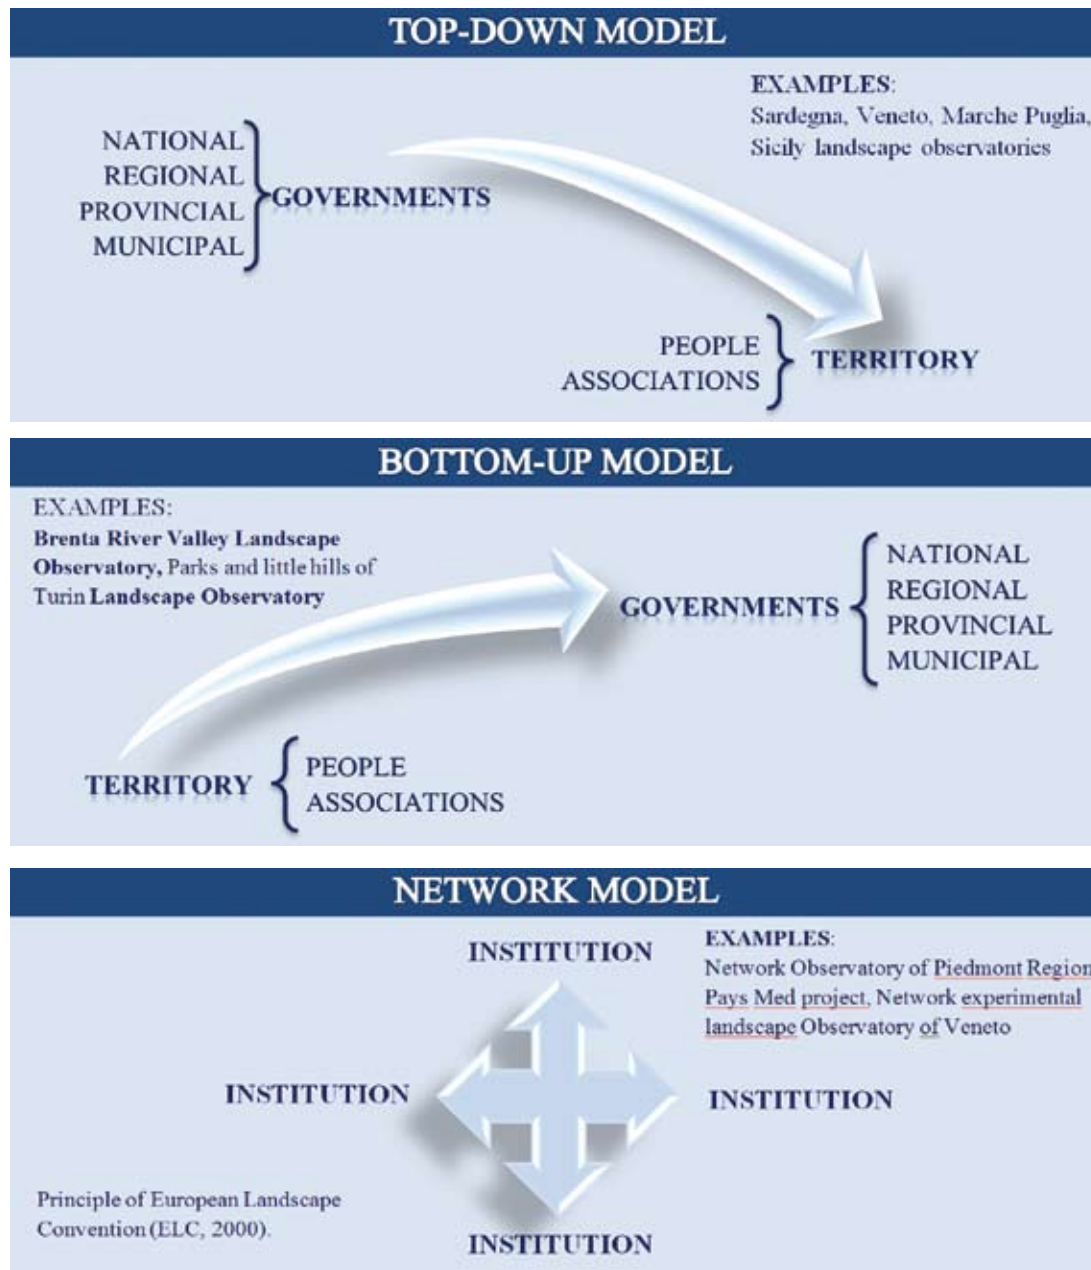 TOP-DOWN MODEL
EXAMPLES:
Sardegna, Veneto, Marche Puglia,
Sicily landscape observatories
NATIONAL
REGIONAL
PROVINCIAL
MUNICIPAL
GOVERNMENTS
PEOPLE
ASSOCIATIONS
TERRITORY
BOTTOM-UP MODEL
EXAMPLES:
Brenta River Valley Landscape
Observatory, Parks and little hills of
Turin Landscape Observatory
GOVERNMENTS
NATIONAL
REGIONAL
PROVINCIAL
MUNICIPAL
TERRITORY
PEOPLE
ASSOCIATIONS
NETWORK MODEL
INSTITUTION
EXAMPLES:
Network Observatory of Piedmont Region
Pays Med project, Network experimental
landscape Observatory of Veneto
INSTITUTION
INSTITUTION
Principle of European Landscape
Convention (ELC, 2000).
INSTITUTION